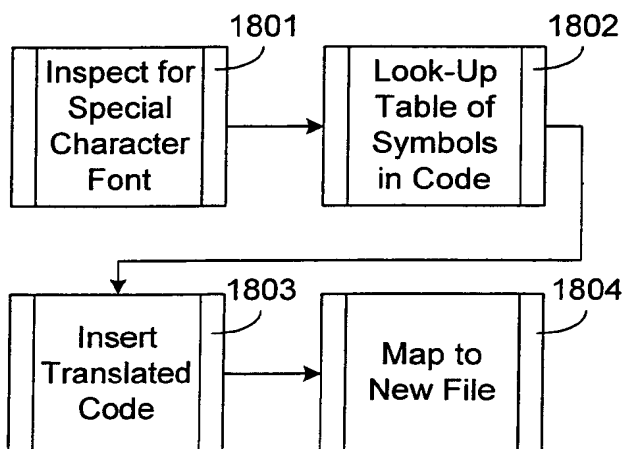 1801
Inspect for
Special
Character
Font
1802
Look-Up
Table of
Symbols
in Code
1803
Insert
Translated
Code
1804
Map to
New File